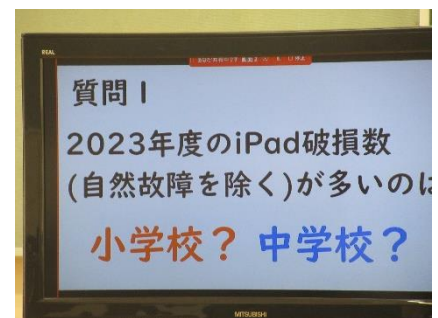 REAL
質問1
2023年度のiPad破損数
(自然故障を除く)が多いのは
小学校？ 中学校？
MITSUBISHI